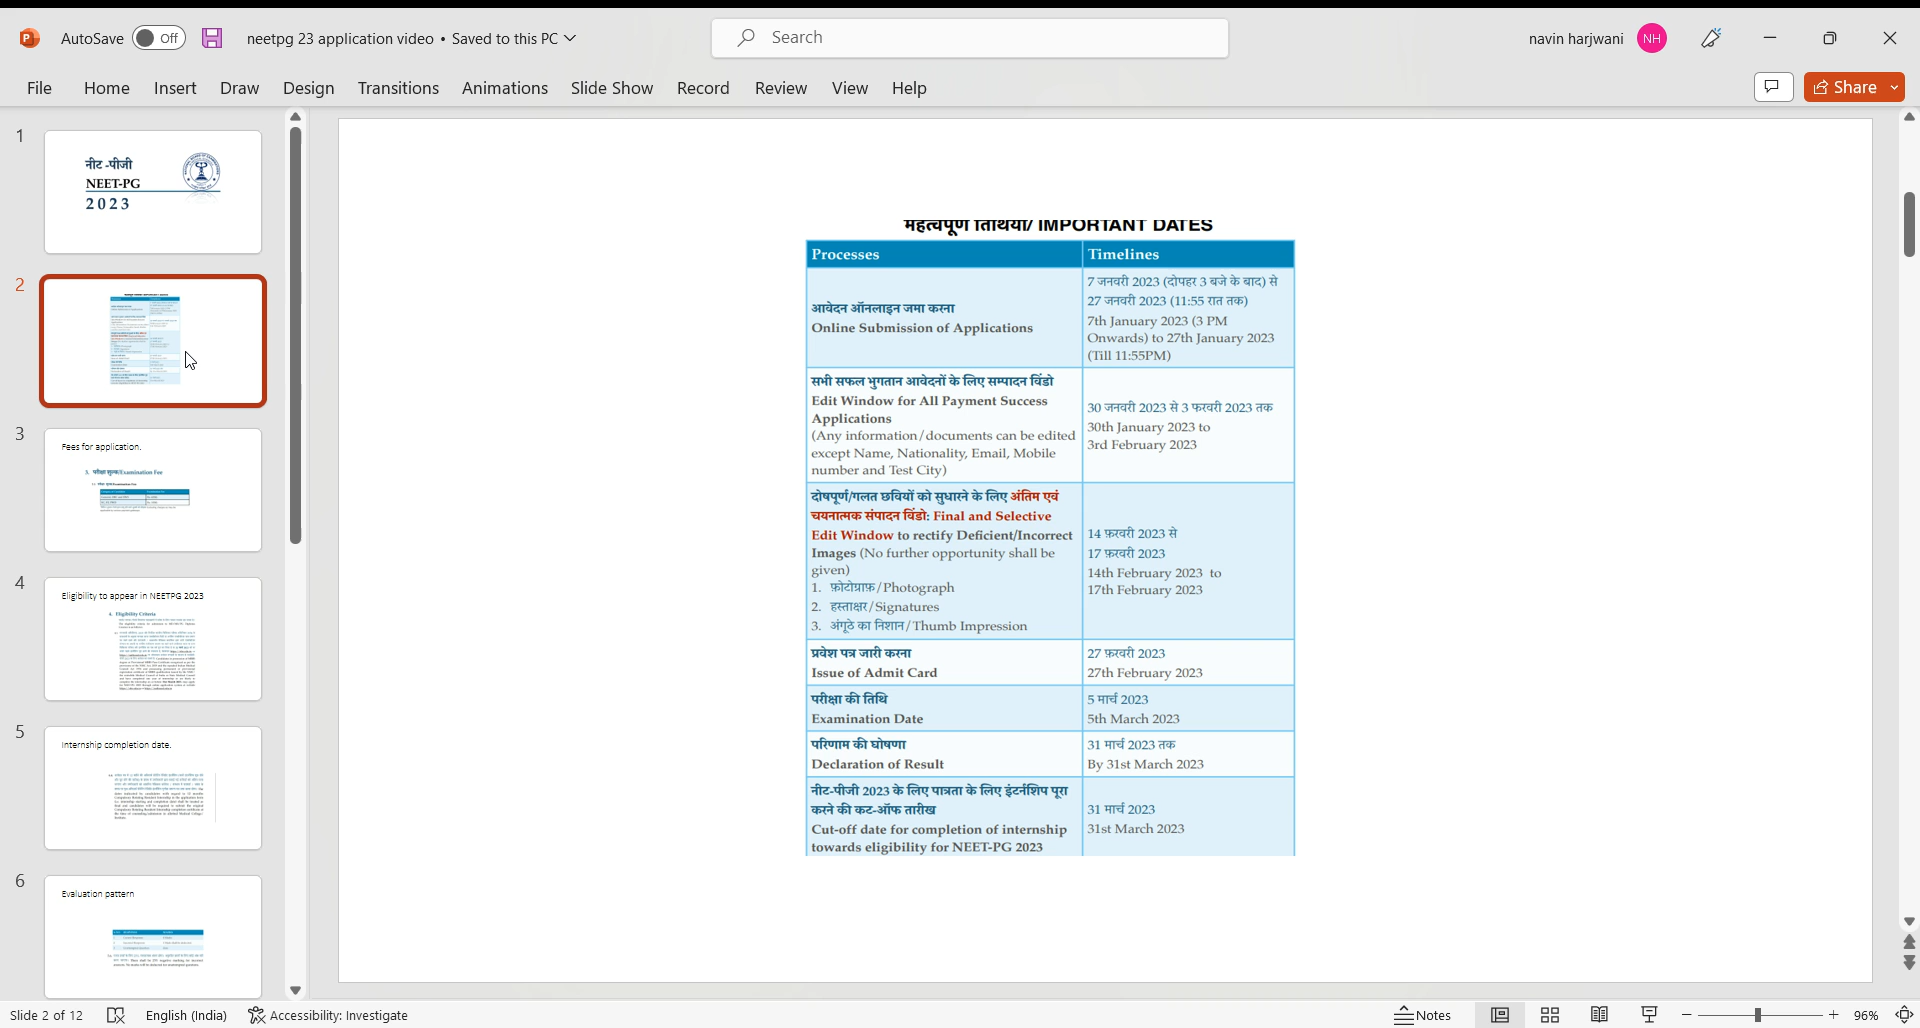 AutoSave Off neetpg 23 application video • Saved to this PC Search navin harjwani NH
File Home Insert Draw Design Transitions Animations Slide Show Record Review View Help Share
1
नीट -पीजी
NEET-PG
2023
2
3
Fees for application.
4
Eligibility to appear in NEETPG 2023
4. Eligibility Criteria
5
Internship completion date.
6
Evaluation pattern
महत्वपूर्ण तिथियां/ IMPORTANT DATES
Processes Timelines
आवेदन ऑनलाइन जमा करना
Online Submission of Applications
7 जनवरी 2023 (दोपहर 3 बजे के बाद) से
27 जनवरी 2023 (11:55 रात तक)
7th January 2023 (3 PM
Onwards) to 27th January 2023
(Till 11:55PM)
सभी सफल भुगतान आवेदनों के लिए सम्पादन विंडो
Edit Window for All Payment Success
Applications
(Any information/documents can be edited
except Name, Nationality, Email, Mobile
number and Test City)
30 जनवरी 2023 से 3 फरवरी 2023 तक
30th January 2023 to
3rd February 2023
दोषपूर्ण/गलत छवियों को सुधारने के लिए अंतिम एवं
चयनात्मक संपादन विंडो: Final and Selective
Edit Window to rectify Deficient/Incorrect
Images (No further opportunity shall be
given)
1. फ़ोटोग्राफ़/Photograph
2. हस्ताक्षर/Signatures
3. अंगूठे का निशान/Thumb Impression
14 फ़रवरी 2023 से
17 फ़रवरी 2023
14th February 2023 to
17th February 2023
प्रवेश पत्र जारी करना
Issue of Admit Card
27 फ़रवरी 2023
27th February 2023
परीक्षा की तिथि
Examination Date
5 मार्च 2023
5th March 2023
परिणाम की घोषणा
Declaration of Result
31 मार्च 2023 तक
By 31st March 2023
नीट-पीजी 2023 के लिए पात्रता के लिए इंटर्नशिप पूरा
करने की कट-ऑफ तारीख
Cut-off date for completion of internship
towards eligibility for NEET-PG 2023
31 मार्च 2023
31st March 2023
Slide 2 of 12 English (India) Accessibility: Investigate Notes 96%